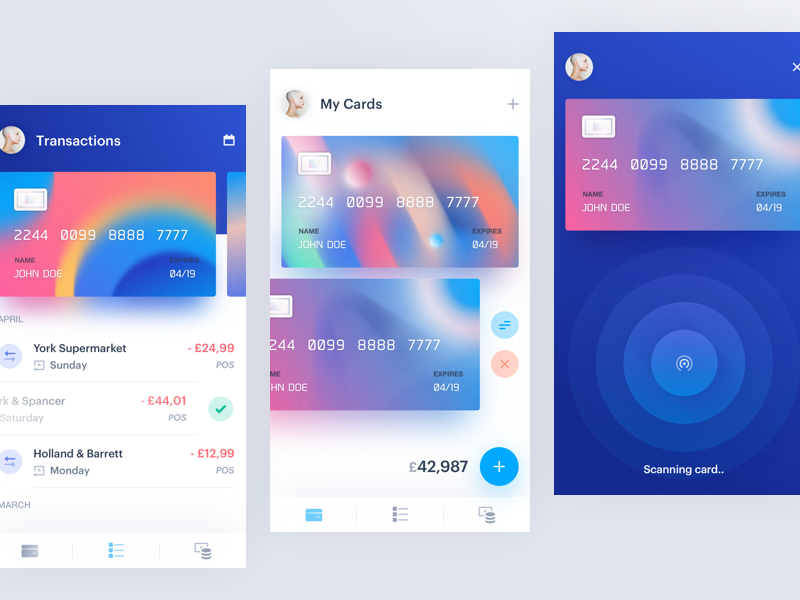 Transactions
2244 0099 8888 7777
NAME
EXPIRES
JOHN DOE
04/19
APRIL
York Supermarket
- £24,99
Sunday
POS
rk & Spancer
- £44,01
Saturday
POS
Holland & Barrett
- £12,99
Monday
POS
MARCH
My Cards
2244 0099 8888 7777
NAME
EXPIRES
JOHN DOE
04/19
244 0099 8888 7777
ME
EXPIRES
HN DOE
04/19
£42,987
2244 0099 8888 7777
NAME
EXPIRES
JOHN DOE
04/19
Scanning card..